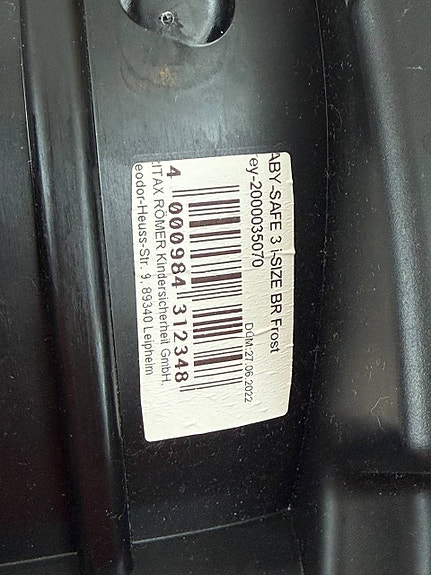 ABY-SAFE 3 i-SIZE BR Frost
rey-2000035070
DOM:27.06.2022
4 000984 312348
ITAX RÖMER Kindersicherheit GmbH,
eodor-Heuss-Str. 9, 89340 Leipheim